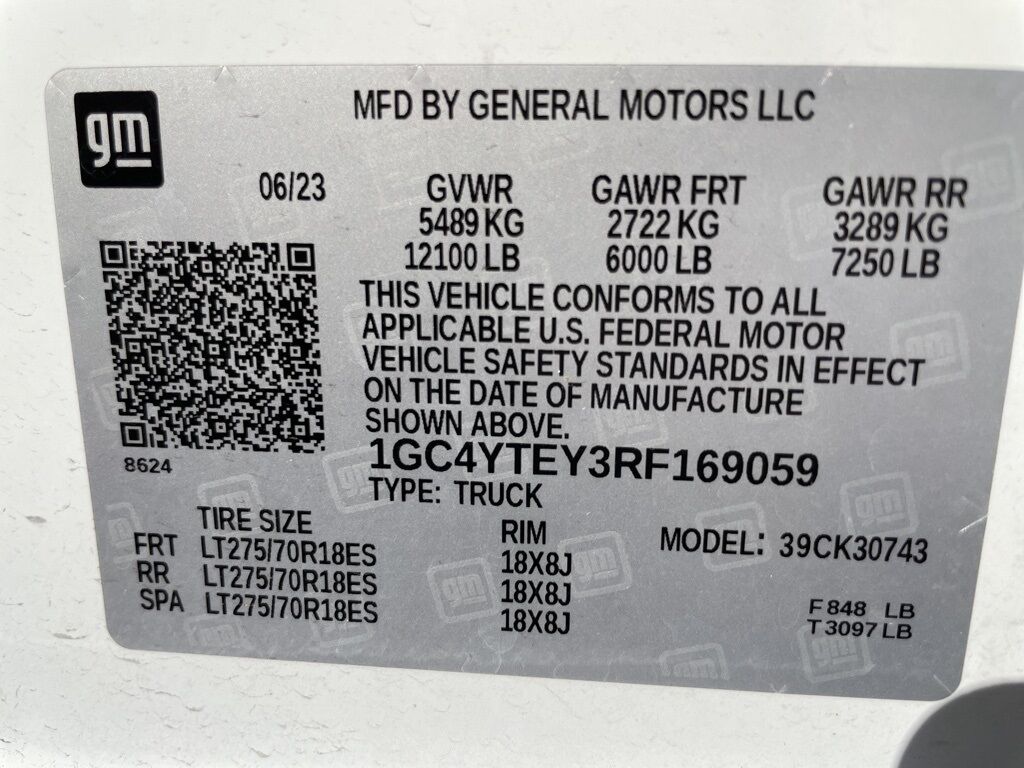 gm
MFD BY GENERAL MOTORS LLC
06/23 GVWR GAWR FRT GAWR RR
5489 KG 2722 KG 3289 KG
12100 LB 6000 LB 7250 LB
THIS VEHICLE CONFORMS TO ALL
APPLICABLE U.S. FEDERAL MOTOR
VEHICLE SAFETY STANDARDS IN EFFECT
ON THE DATE OF MANUFACTURE
SHOWN ABOVE.
8624
1GC4YTEY3RF169059
TYPE: TRUCK
TIRE SIZE RIM MODEL: 39CK30743
FRT LT275/70R18ES 18X8J
RR LT275/70R18ES 18X8J
SPA LT275/70R18ES 18X8J
F 848 LB
T 3097 LB